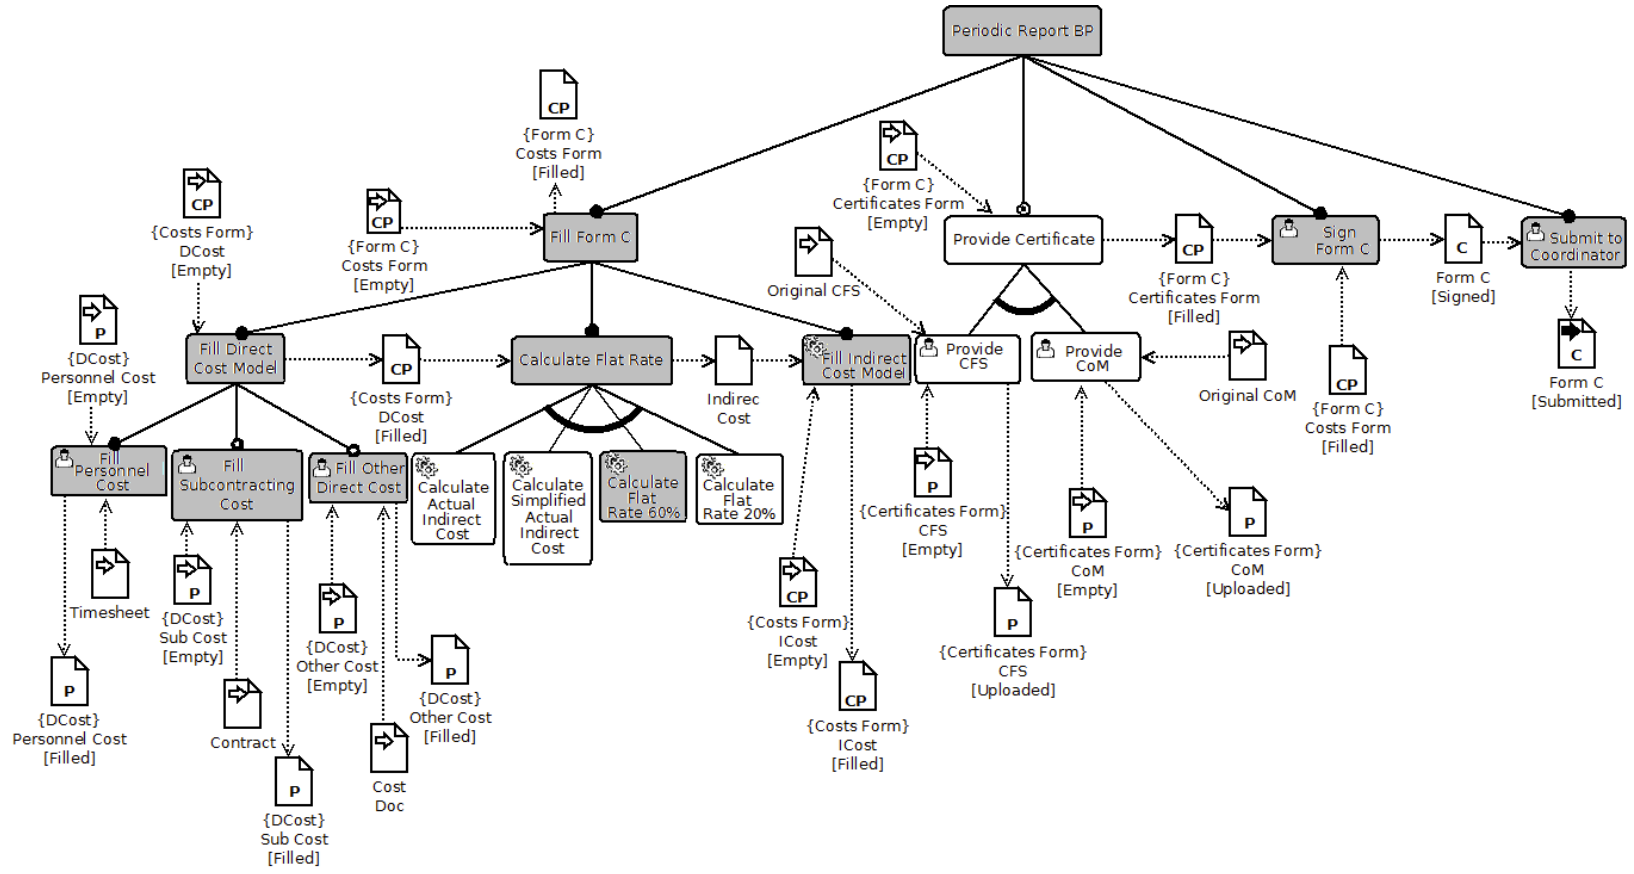 Periodic Report BP
CP
{Form C}
Costs Form
[Filled]
CP
{Form C}
Certificates Form
[Empty]
CP
{Costs Form}
DCost
[Empty]
CP
{Form C}
Costs Form
[Empty]
Fill Form C
Provide Certificate
CP
{Form C}
Certificates Form
[Filled]
Sign
Form C
C
Form C
[Signed]
Submit to
Coordinator
Original CFS
P
{DCost}
Personnel Cost
[Empty]
Fill Direct
Cost Model
CP
{Costs Form}
DCost
[Filled]
Calculate Flat Rate
Indirec
Cost
Fill Indirect
Cost Model
Provide
CFS
Provide
CoM
Original CoM
CP
{Form C}
Costs Form
[Filled]
C
Form C
[Submitted]
Fill
Personnel
Cost
Fill
Subcontracting
Cost
Fill Other
Direct Cost
Calculate
Actual
Indirect
Cost
Calculate
Simplified
Actual
Indirect
Cost
Calculate
Flat
Rate 60%
Calculate
Flat
Rate 20%
P
{Certificates Form}
CFS
[Empty]
P
{Certificates Form}
CoM
[Empty]
P
{Certificates Form}
CoM
[Uploaded]
Timesheet
P
{DCost}
Sub Cost
[Empty]
P
{DCost}
Other Cost
[Empty]
CP
{Costs Form}
ICost
[Empty]
P
{Certificates Form}
CFS
[Uploaded]
P
{DCost}
Personnel Cost
[Filled]
Contract
P
{DCost}
Other Cost
[Filled]
CP
{Costs Form}
ICost
[Filled]
P
{DCost}
Sub Cost
[Filled]
Cost
Doc